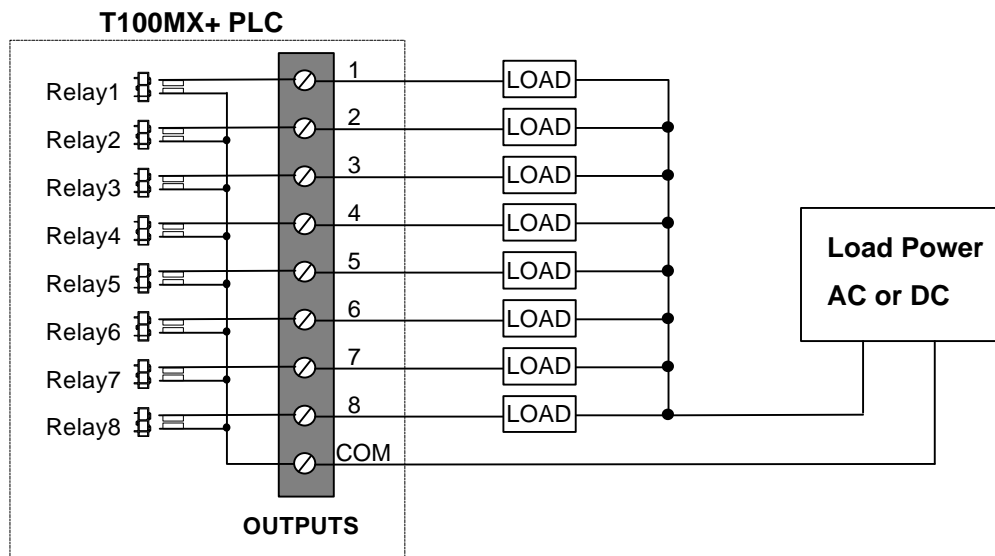 T100MX+ PLC
Relay1
1
LOAD
Relay2
2
LOAD
Relay3
3
LOAD
Relay4
4
LOAD
Relay5
5
LOAD
Relay6
6
LOAD
Relay7
7
LOAD
Relay8
8
LOAD
COM
OUTPUTS
Load Power
AC or DC